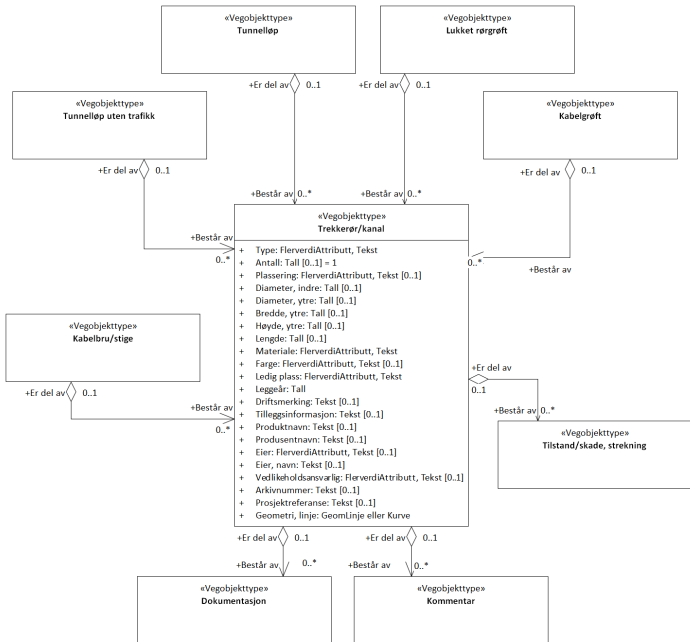 «Vegobjekttype»
Tunnelløp
«Vegobjekttype»
Lukket rørgrøft
+Er del av 0..1
+Er del av 0..1
«Vegobjekttype»
Tunnelløp uten trafikk
«Vegobjekttype»
Kabelgrøft
+Er del av 0..1
+Er del av 0..1
+Består av 0..*
+Består av 0..*
+Består av
0..*
0..*
+Består av
«Vegobjekttype»
Trekkerør/kanal
+ Type: FlerverdiAttributt, Tekst
+ Antall: Tall [0..1] = 1
+ Plassering: FlerverdiAttributt, Tekst [0..1]
+ Diameter, indre: Tall [0..1]
+ Diameter, ytre: Tall [0..1]
+ Bredde, ytre: Tall [0..1]
+ Høyde, ytre: Tall [0..1]
+ Lengde: Tall [0..1]
+ Materiale: FlerverdiAttributt, Tekst
+ Farge: FlerverdiAttributt, Tekst [0..1]
+ Ledig plass: FlerverdiAttributt, Tekst
+ Leggeår: Tall
+ Driftsmerking: Tekst [0..1]
+ Tilleggsinformasjon: Tekst [0..1]
+ Produktnavn: Tekst [0..1]
+ Produsentnavn: Tekst [0..1]
+ Eier: FlerverdiAttributt, Tekst [0..1]
+ Eier, navn: Tekst [0..1]
+ Vedlikeholdsansvarlig: FlerverdiAttributt, Tekst [0..1]
+ Arkivnummer: Tekst [0..1]
+ Prosjektreferanse: Tekst [0..1]
+ Geometri, linje: GeomLinje eller Kurve
«Vegobjekttype»
Kabelbru/stige
+Er del av 0..1
+Består av
0..*
+Er del av
0..1
+Består av 0..*
«Vegobjekttype»
Tilstand/skade, strekning
+Er del av 0..1
+Er del av 0..1
+Består av 0..*
+Består av 0..*
«Vegobjekttype»
Dokumentasjon
«Vegobjekttype»
Kommentar